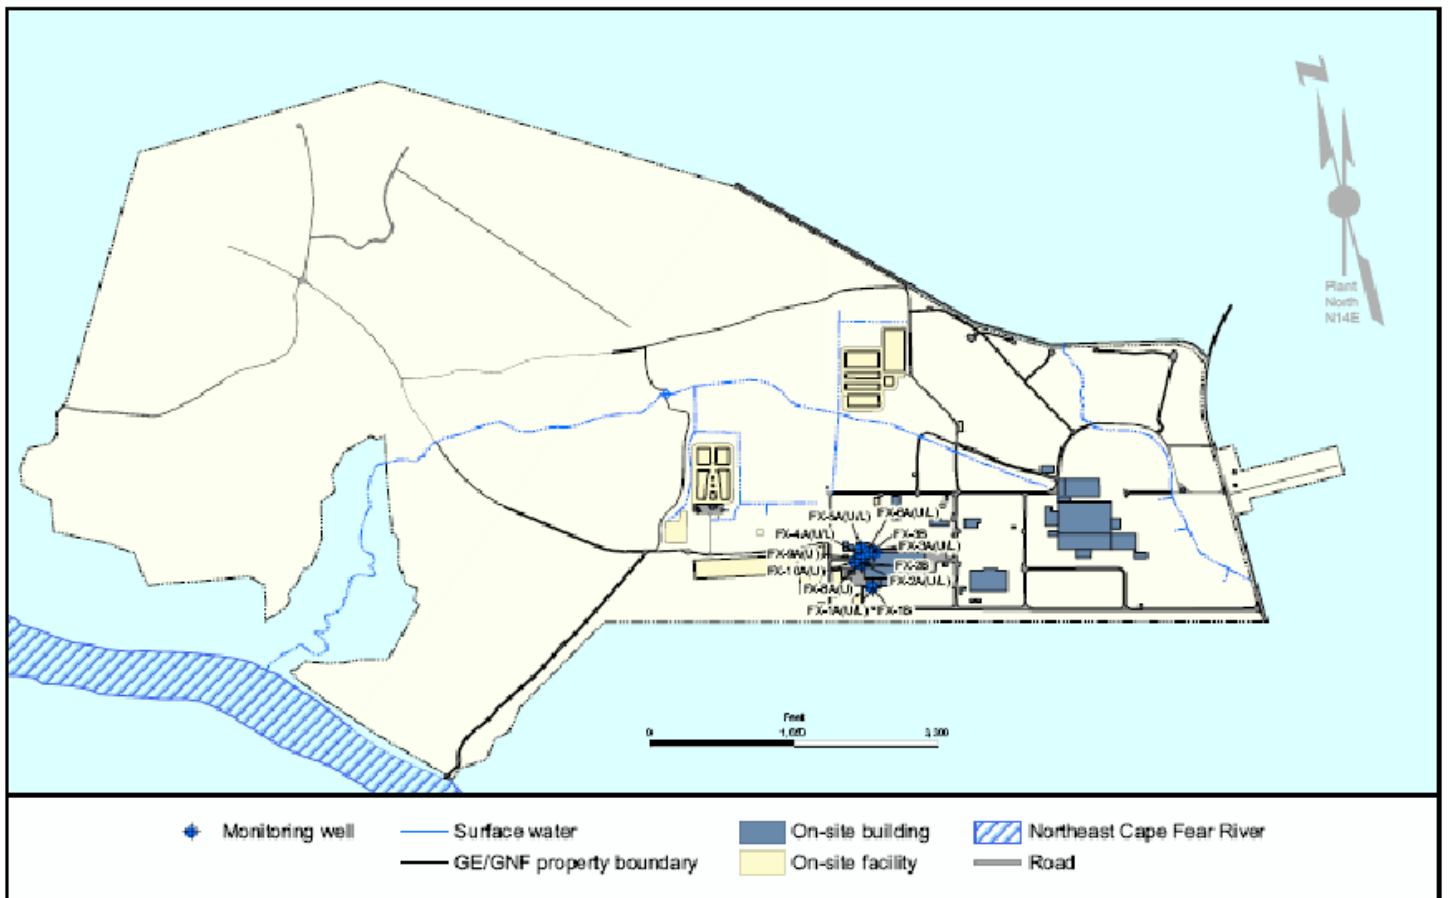 Z
Plant
North
N14E
FX-5A(U/L)
FX-6A(U/L)
FX-4A(U/L)
FX-3B
FX-9A(U)
FX-3A(U/L)
FX-10A(U)
FX-2B
FX-8A(U)
FX-2A(U/L)
FX-1A(U/L)
FX-1B
Feet
0
1,650
3,300
Monitoring well
Surface water
On-site building
Northeast Cape Fear River
GE/GNF property boundary
On-site facility
Road